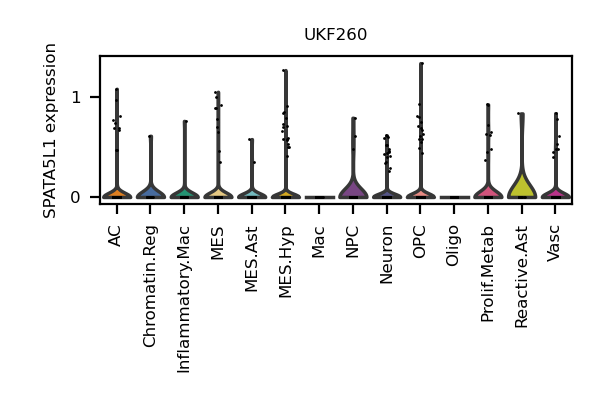 UKF260
SPATA5L1 expression
1
0
AC
Chromatin.Reg
Inflammatory.Mac
MES
MES.Ast
MES.Hyp
Mac
NPC
Neuron
OPC
Oligo
Prolif.Metab
Reactive.Ast
Vasc